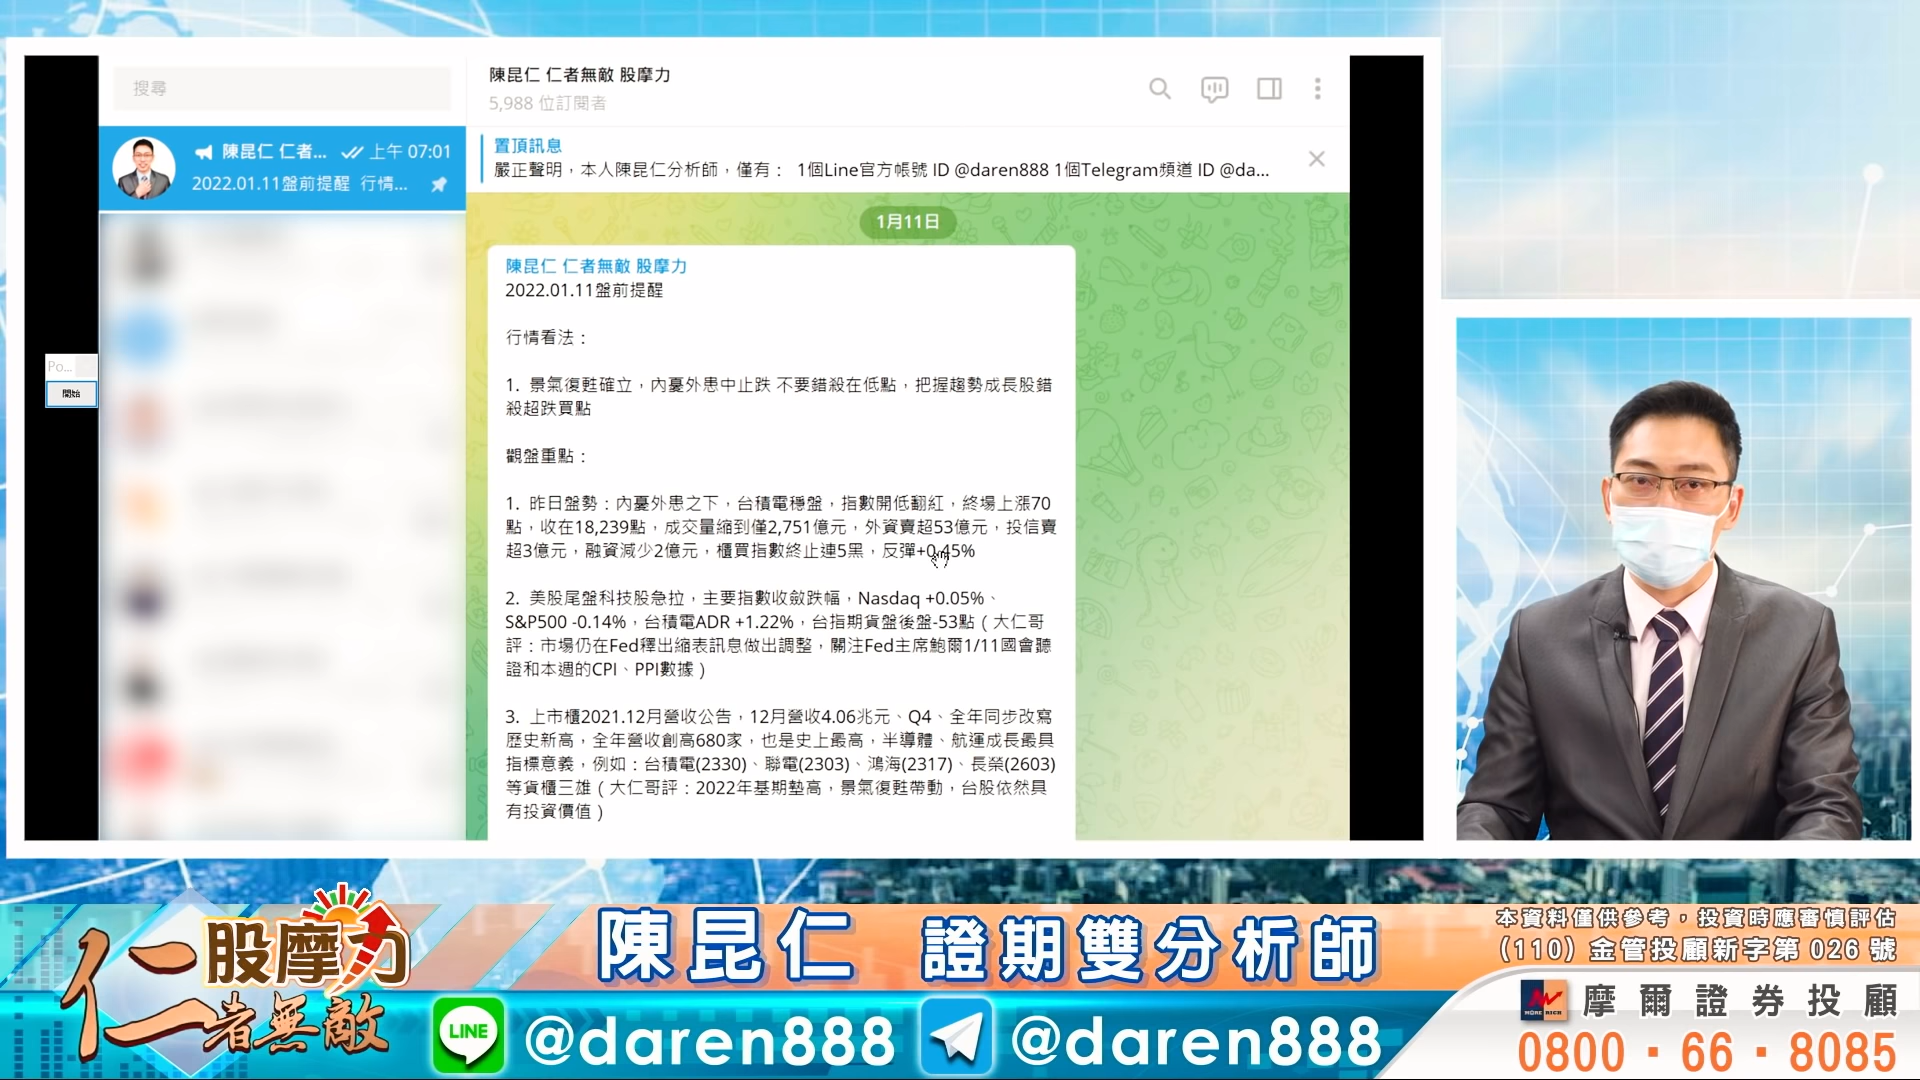 搜尋
陳昆仁 仁者無敵 股摩力
5,988 位訂閱者
陳昆仁 仁者... 上午 07:01
2022.01.11盤前提醒 行情...
置頂訊息
嚴正聲明，本人陳昆仁分析師，僅有： 1個Line官方帳號 ID @daren888 1個Telegram頻道 ID @da...
1月11日
Po...
開始
陳昆仁 仁者無敵 股摩力
2022.01.11盤前提醒
行情看法：
1. 景氣復甦確立，內憂外患中止跌 不要錯殺在低點，把握趨勢成長股錯
殺超跌買點
觀盤重點：
1. 昨日盤勢：內憂外患之下，台積電穩盤，指數開低翻紅，終場上漲70
點，收在18,239點，成交量縮到僅2,751億元，外資賣超53億元，投信賣
超3億元，融資減少2億元，櫃買指數終止連5黑，反彈+0.45%
2. 美股尾盤科技股急拉，主要指數收斂跌幅，Nasdaq +0.05%、
S&P500 -0.14%，台積電ADR +1.22%，台指期貨盤後盤-53點（大仁哥
評：市場仍在Fed釋出縮表訊息做出調整，關注Fed主席鮑爾1/11國會聽
證和本週的CPI、PPI數據）
3. 上市櫃2021.12月營收公告，12月營收4.06兆元、Q4、全年同步改寫
歷史新高，全年營收創高680家，也是史上最高，半導體、航運成長最具
指標意義，例如：台積電(2330)、聯電(2303)、鴻海(2317)、長榮(2603)
等貨櫃三雄（大仁哥評：2022年基期墊高，景氣復甦帶動，台股依然具
有投資價值）
股摩力
仁者無敵
陳昆仁 證期雙分析師
LINE @daren888 @daren888
本資料僅供參考，投資時應審慎評估
(110) 金管投顧新字第 026 號
MORE RICH 摩爾證券投顧
0800・66・8085